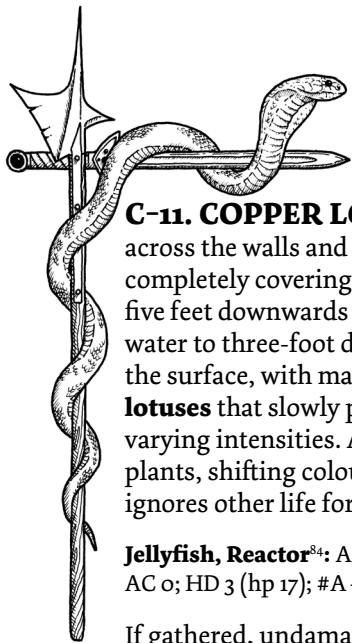 C-11. COPPER LO
across the walls and
completely covering
five feet downwards
water to three-foot d
the surface, with ma
lotuses that slowly p
varying intensities. A
plants, shifting colou
ignores other life for
Jellyfish, Reactor⁸⁴: A
AC 0; HD 3 (hp 17); #A
If gathered, undama